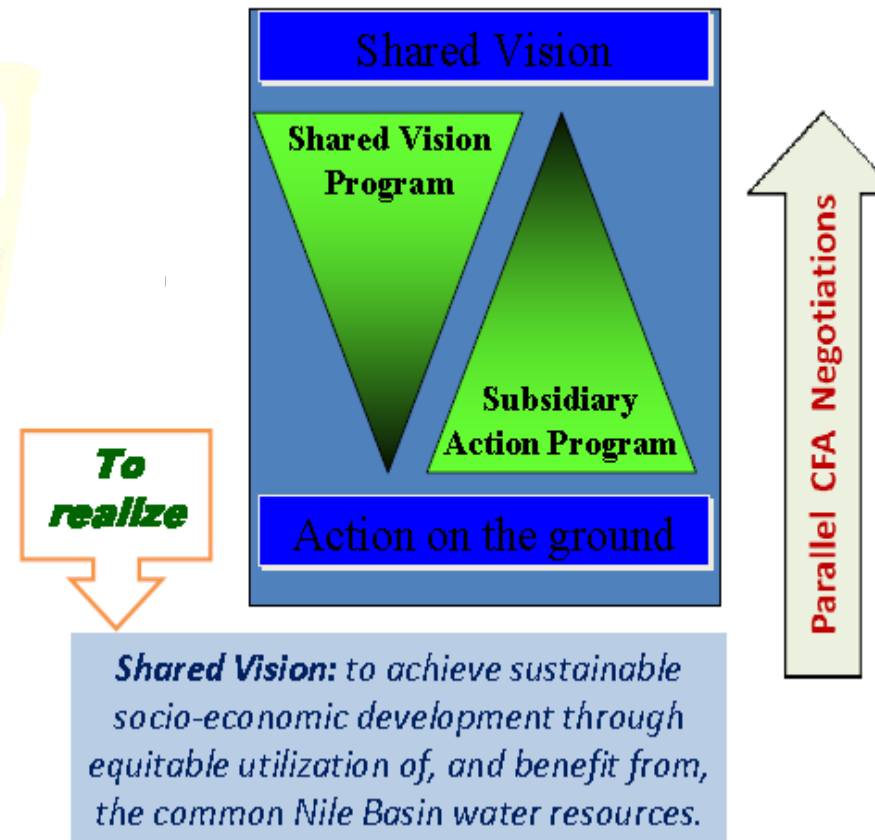 Shared Vision
Shared Vision
Program
Subsidiary
Action Program
Action on the ground
Parallel CFA Negotiations
To
realize
Shared Vision: to achieve sustainable
socio-economic development through
equitable utilization of, and benefit from,
the common Nile Basin water resources.